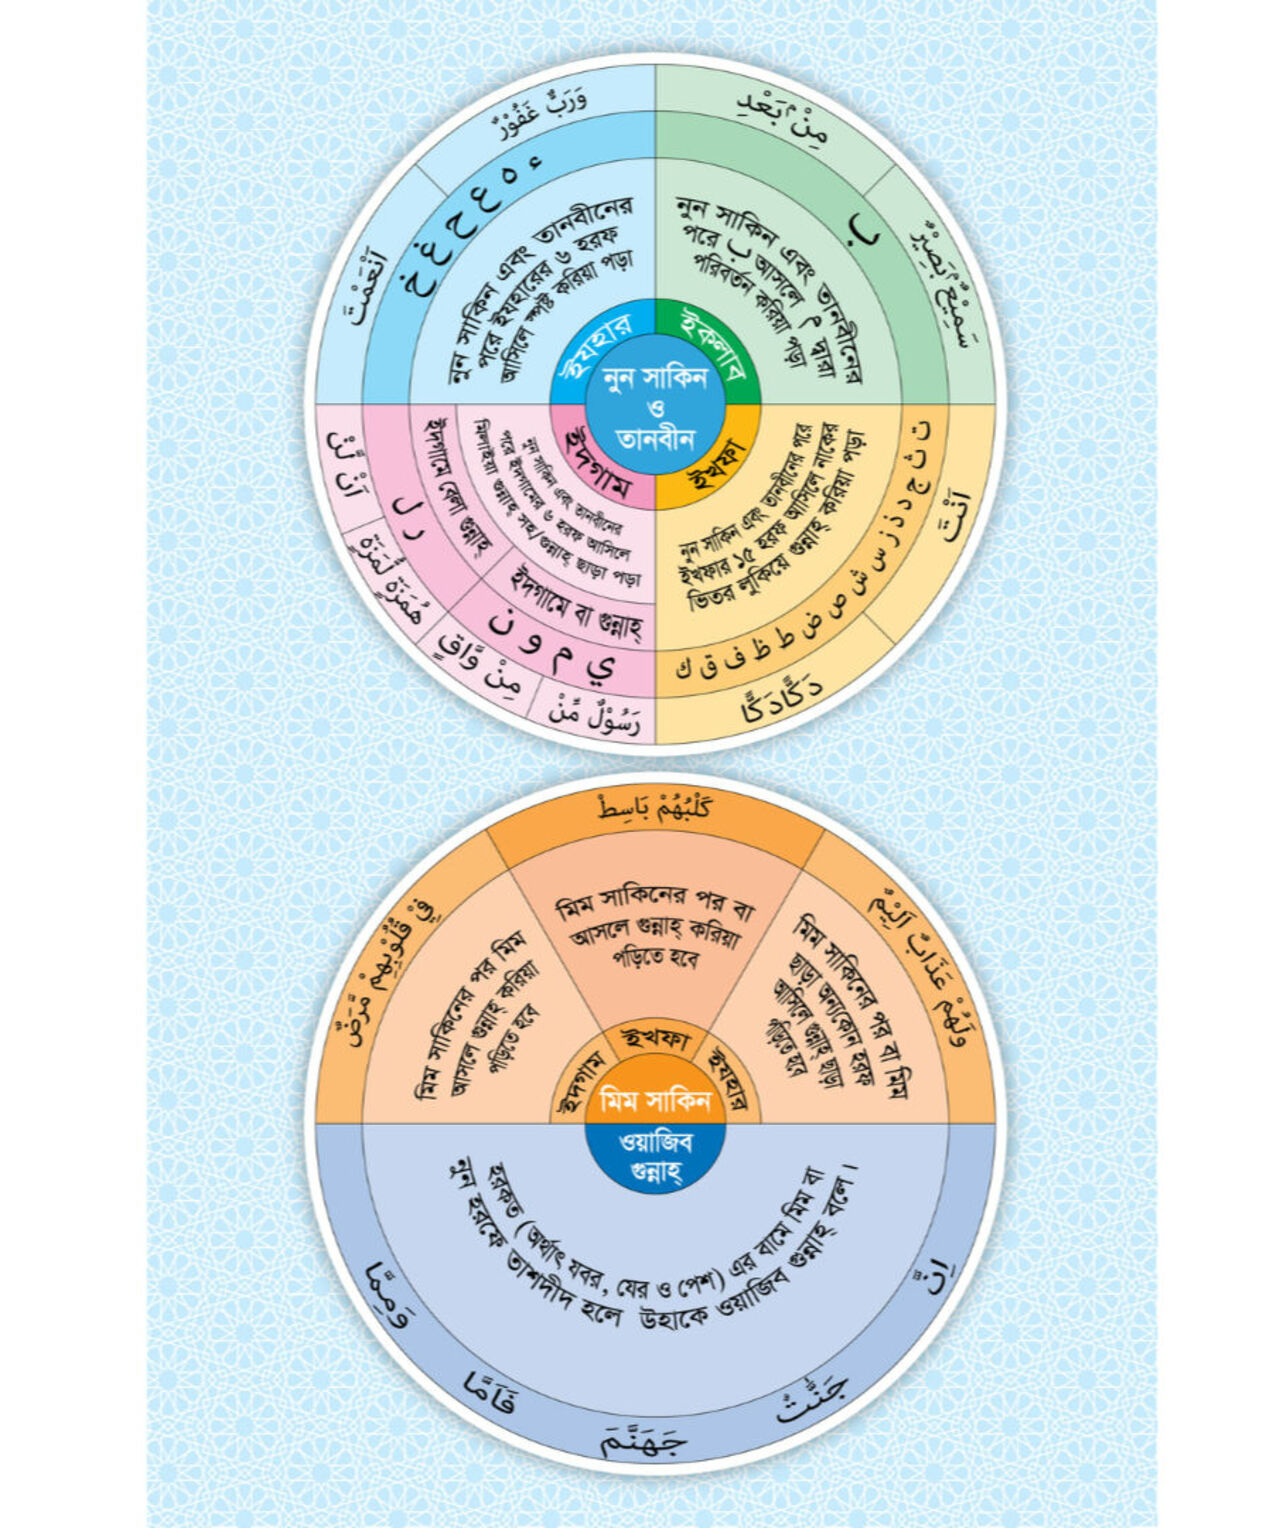 وَرَبٌّ غَفُوْرٌ
اَنْعَمْتَ
ء ه ع ح غ خ
নুন সাকিন এবং তানবীনের
পরে ইযহারের ৬ হরফ
আসিলে স্পষ্ট করিয়া পড়া
ইযহার
مِنْۢ بَعْدِ
سَمِيْعٌۢ بَصِيْرٌ
ب
নুন সাকিন এবং তানবীনের
পরে ب আসলে م দ্বারা
পরিবর্তন করিয়া পড়া
ইকলাব
নুন সাকিন
ও
তানবীন
ইদগাম
নুন সাকিন এবং তানবীনের
পরে ইদগামের ৬ হরফ আসিলে
মিলাইয়া গুন্নাহ্ সহ/গুন্নাহ্ ছাড়া পড়া
ইদগামে বেলা গুন্নাহ্
ل ر
اَنْ لَّنْ
هُمَزَةٍ لُّمَزَةٍ
ইদগামে বা গুন্নাহ্
ي م و ن
مِنْ وَّاقٍ
رَسُوْلٌ مِّنْ
ইখফা
নুন সাকিন এবং তানবীনের পরে
ইখফার ১৫ হরফ আসিলে নাকের
ভিতর লুকিয়ে গুন্নাহ্ করিয়া পড়া
ت ث ج د ذ ز س ش ص ض ط ظ ف ق ك
اَنْتَ
دَكًّا دَكًّا
كَلْبُهُمْ بَاسِطٌ
মিম সাকিনের পর বা
আসলে গুন্নাহ্ করিয়া
পড়িতে হবে
ইখফা
فِيْ قُلُوْبِهِمْ مَّرَضٌ
মিম সাকিনের পর মিম
আসলে গুন্নাহ্ করিয়া
পড়িতে হবে
ইদগাম
وَلَهُمْ عَذَابٌ اَلِيْمٌ
মিম সাকিনের পর বা মিম
ছাড়া অন্যকোন হরফ
আসিলে গুন্নাহ্ ছাড়া
পড়িতে হবে
ইযহার
মিম সাকিন
ওয়াজিব
গুন্নাহ্
হরকত (অর্থাৎ যবর, যের ও পেশ) এর বামে মিম বা
নুন হরফে তাশদীদ হলে উহাকে ওয়াজিব গুন্নাহ্ বলে।
وَمِمَّا
فَاَمَّا
جَهَنَّمَ
جَنّٰتٌ
اِنَّ